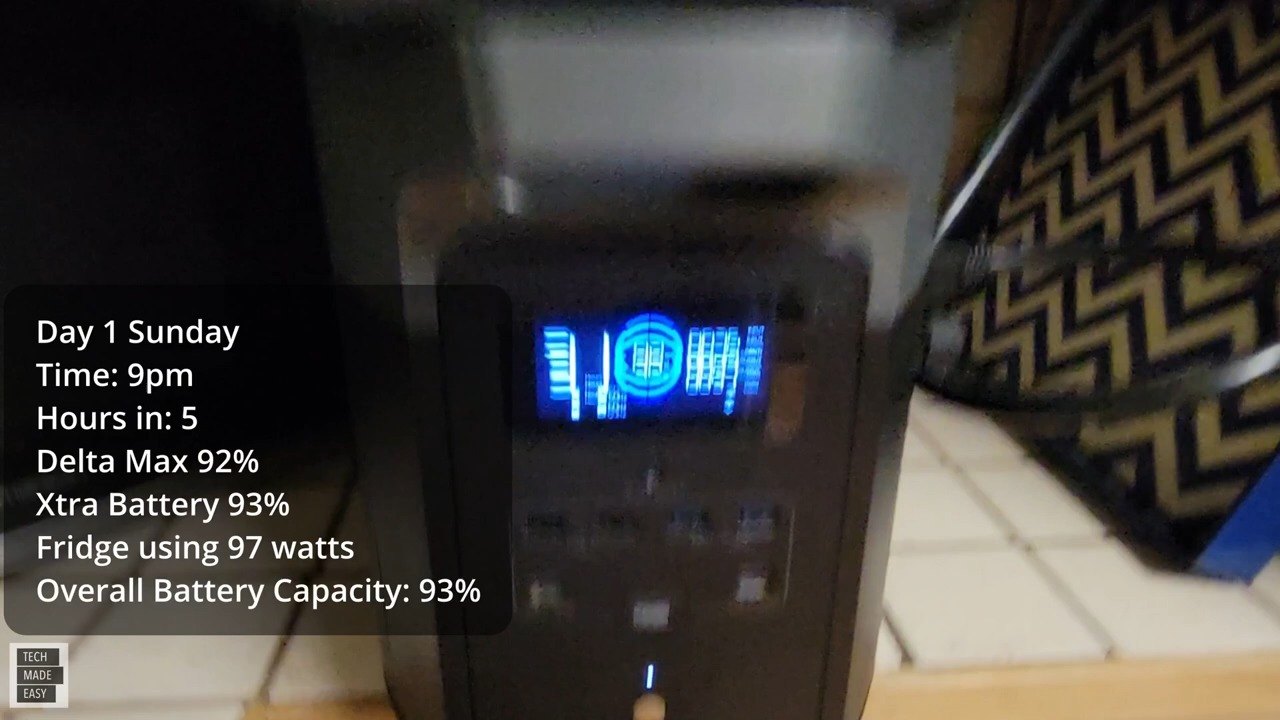 Day 1 Sunday
Time: 9pm
Hours in: 5
Delta Max 92%
Xtra Battery 93%
Fridge using 97 watts
Overall Battery Capacity: 93%
TECH
MADE
EASY